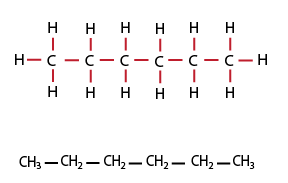 H H H H H H
H C C C C C C H
H H H H H H
CH₃ — CH₂ — CH₂ — CH₂ — CH₂ — CH₃